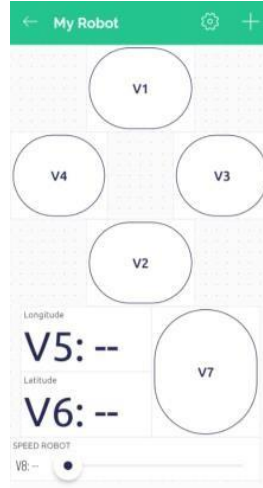 My Robot
V1
V4 V3
V2
Longitude
V5: --
Latitude
V6: --
V7
SPEED ROBOT
V8: --